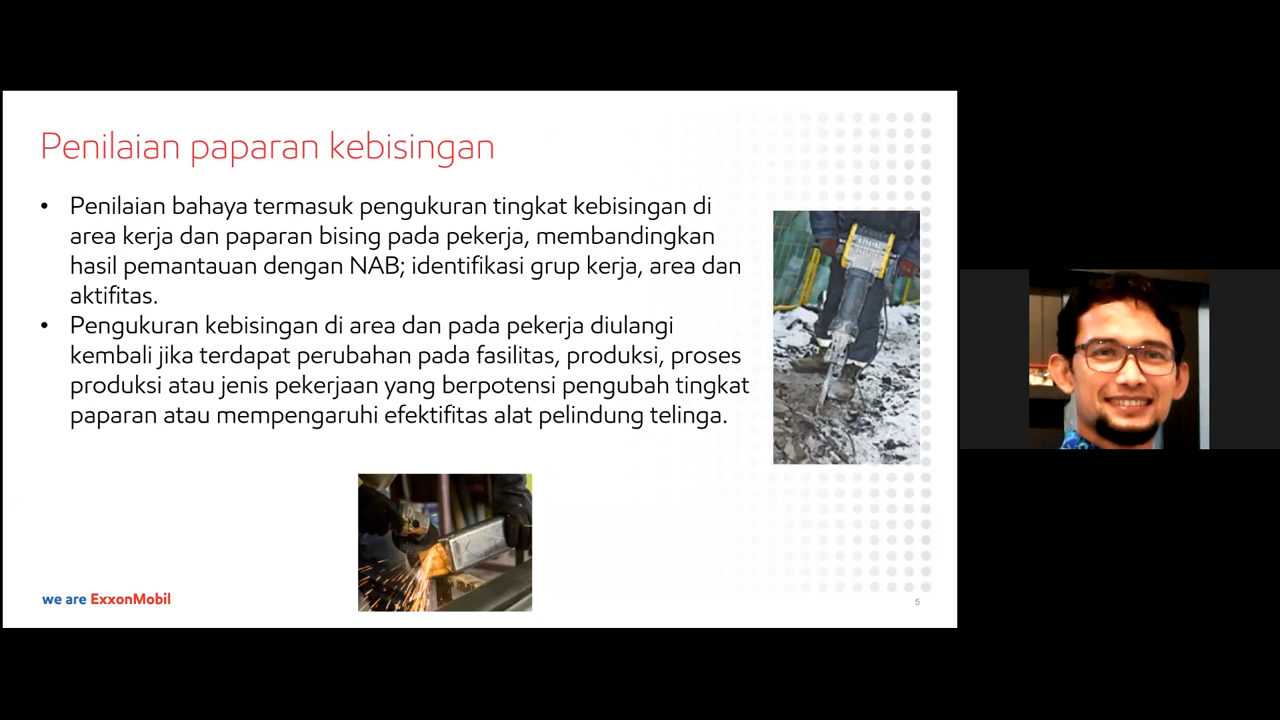 Penilaian paparan kebisingan
• Penilaian bahaya termasuk pengukuran tingkat kebisingan di
area kerja dan paparan bising pada pekerja, membandingkan
hasil pemantauan dengan NAB; identifikasi grup kerja, area dan
aktifitas.
• Pengukuran kebisingan di area dan pada pekerja diulangi
kembali jika terdapat perubahan pada fasilitas, produksi, proses
produksi atau jenis pekerjaan yang berpotensi pengubah tingkat
paparan atau mempengaruhi efektifitas alat pelindung telinga.
we are ExxonMobil
5